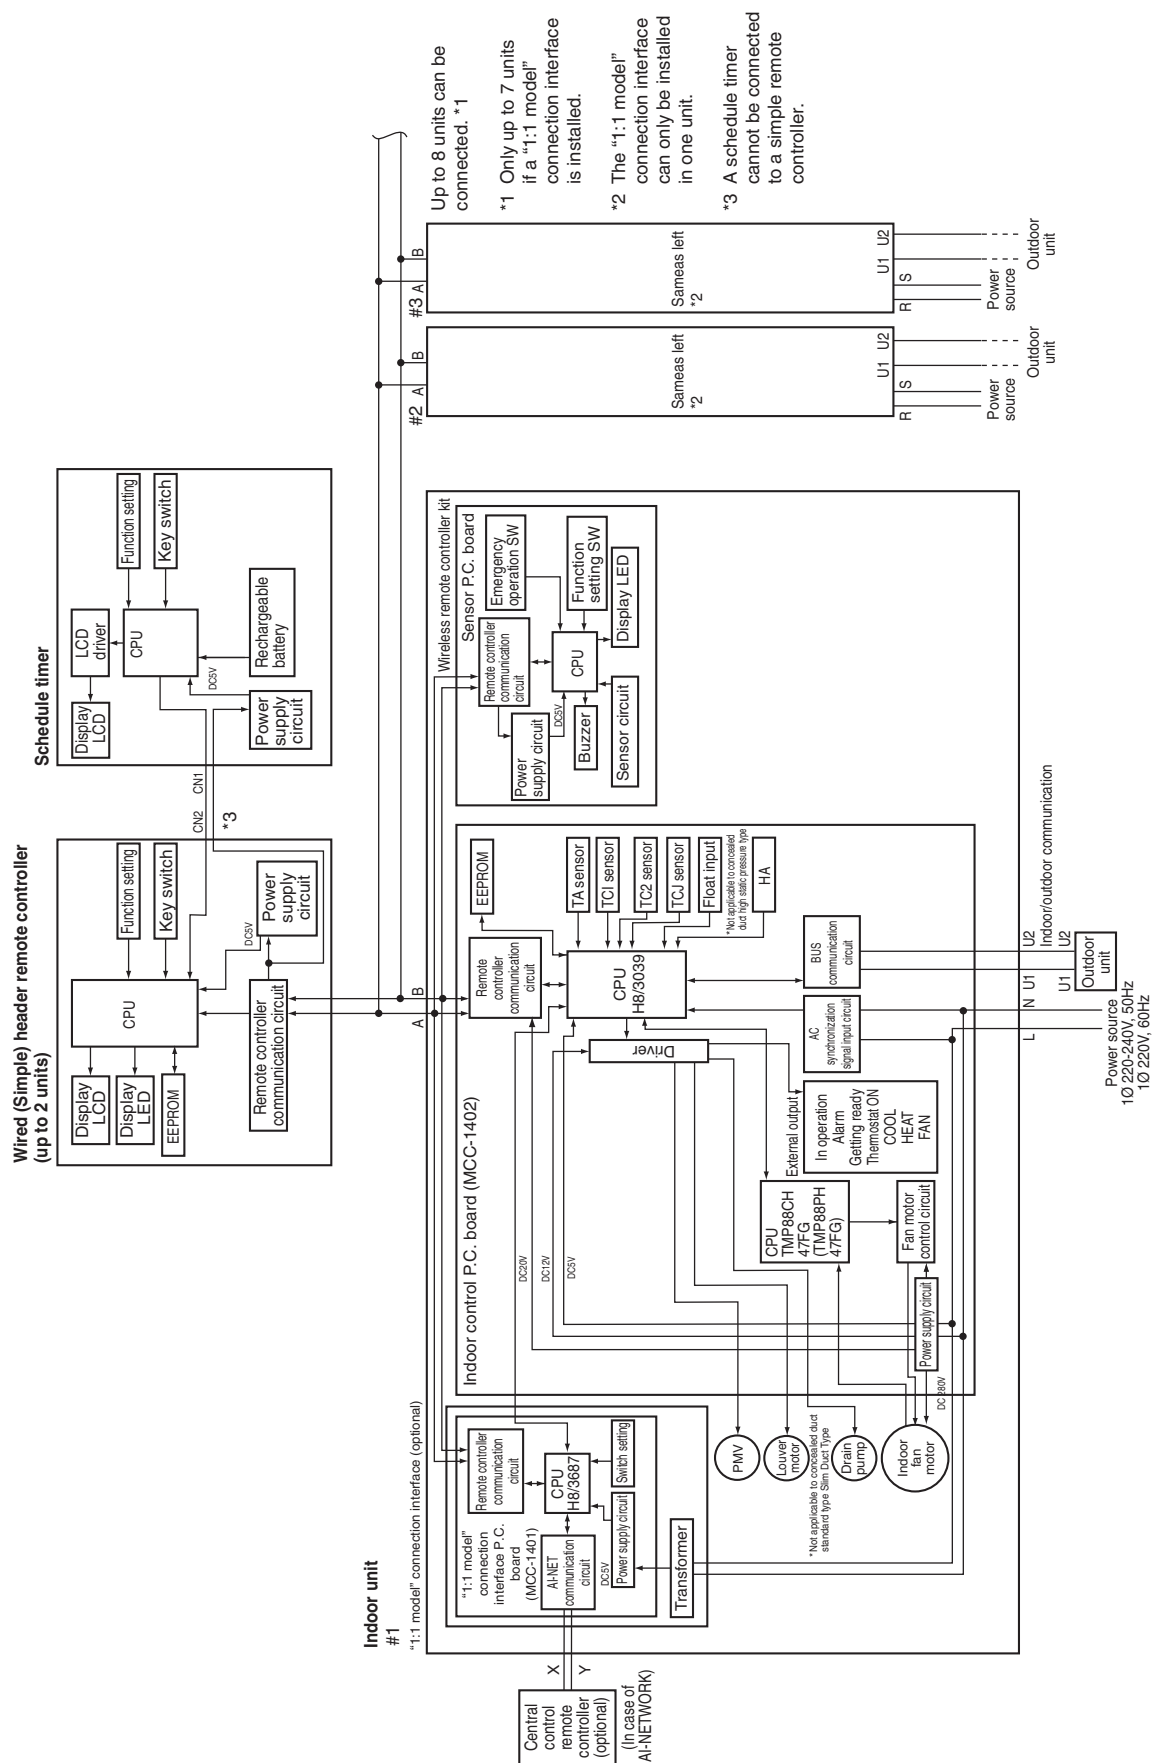 Wired (Simple) header remote controller
(up to 2 units)
Display
LCD
Display
LED
EEPROM
CPU
Function setting
Key switch
Remote controller
communication circuit
DC5V
Power
supply
circuit
CN2
CN1
*3
Schedule timer
Display
LCD
LCD
driver
CPU
Function setting
Key switch
DC5V
Power
supply
circuit
Rechargeable
battery
Indoor unit
#1
"1:1 model" connection interface (optional)
A
B
Central
control
remote
controller
(optional)
(In case of
AI-NETWORK)
X
Y
"1:1 model"
connection
interface P.C.
board
(MCC-1401)
Remote controller
communication
circuit
CPU
H8/3687
AI-NET
communication
circuit
Switch setting
DC5V
Power supply circuit
Transformer
Indoor control P.C. board (MCC-1402)
DC20V
DC12V
DC5V
Remote
controller
communication
circuit
EEPROM
CPU
H8/3039
TA sensor
TCI sensor
TC2 sensor
TCJ sensor
Float input
*Not applicable to concealed
duct high static pressure type
HA
Driver
PMV
Louver
motor
*Not applicable to concealed duct
standard type Slim Duct Type
Drain
pump
Indoor
fan
motor
DC 280V
Power supply circuit
Fan motor
control circuit
CPU
TMP88CH
47FG
(TMP88PH
47FG)
External output
In operation
Alarm
Getting ready
Thermostat ON
COOL
HEAT
FAN
AC
synchronization
signal input circuit
BUS
communication
circuit
Wireless remote controller kit
Sensor P.C. board
Remote controller
communication
circuit
Emergency
operation SW
Power
supply circuit
DC5V
CPU
Function
setting SW
Display LED
Buzzer
Sensor circuit
L
N
U1
U2
Indoor/outdoor communication
U1
U2
Outdoor
unit
Power source
1Ø 220-240V, 50Hz
1Ø 220V, 60Hz
#2
A
B
Sameas left
*2
R
S
U1
U2
Power
source
Outdoor
unit
#3
A
B
Sameas left
*2
R
S
U1
U2
Power
source
Outdoor
unit
Up to 8 units can be
connected. *1
*1 Only up to 7 units
if a "1:1 model"
connection interface
is installed.
*2 The "1:1 model"
connection interface
can only be installed
in one unit.
*3 A schedule timer
cannot be connected
to a simple remote
controller.